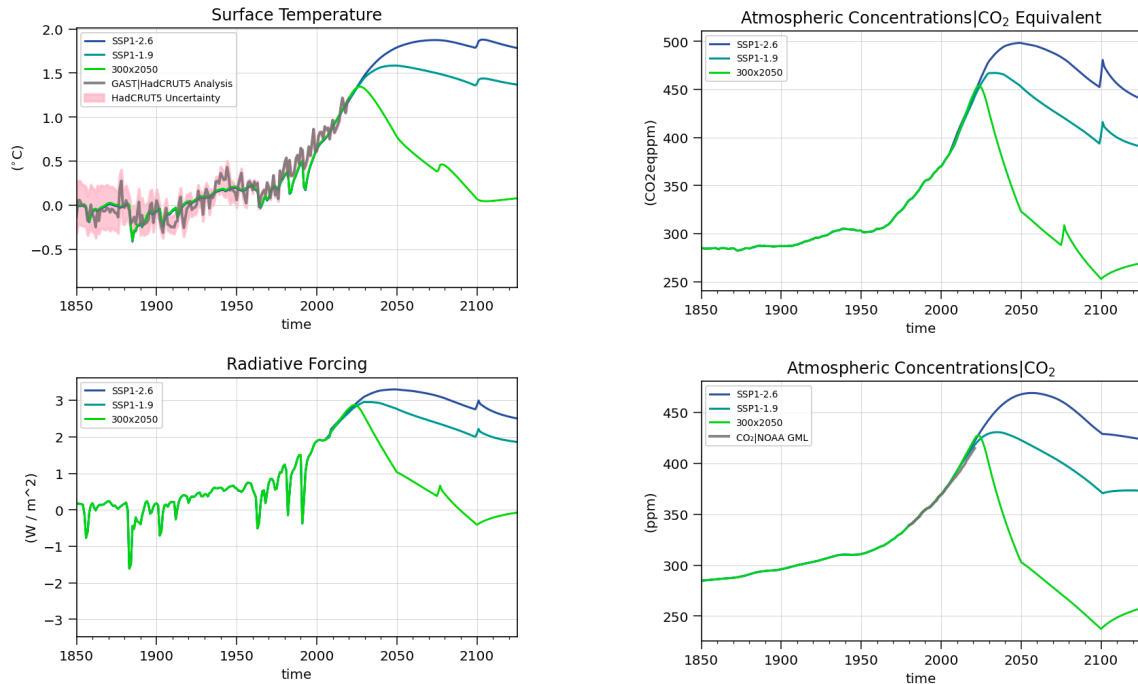 Surface Temperature
SSP1-2.6
SSP1-1.9
300x2050
GAST|HadCRUT5 Analysis
HadCRUT5 Uncertainty
(°C)
2.0
1.5
1.0
0.5
0.0
−0.5
1850 1900 1950 2000 2050 2100
time
Atmospheric Concentrations|CO₂ Equivalent
SSP1-2.6
SSP1-1.9
300x2050
(CO2eqppm)
500
450
400
350
300
250
1850 1900 1950 2000 2050 2100
time
Radiative Forcing
SSP1-2.6
SSP1-1.9
300x2050
(W / m^2)
3
2
1
0
−1
−2
−3
1850 1900 1950 2000 2050 2100
time
Atmospheric Concentrations|CO₂
SSP1-2.6
SSP1-1.9
300x2050
CO₂|NOAA GML
(ppm)
450
400
350
300
250
1850 1900 1950 2000 2050 2100
time